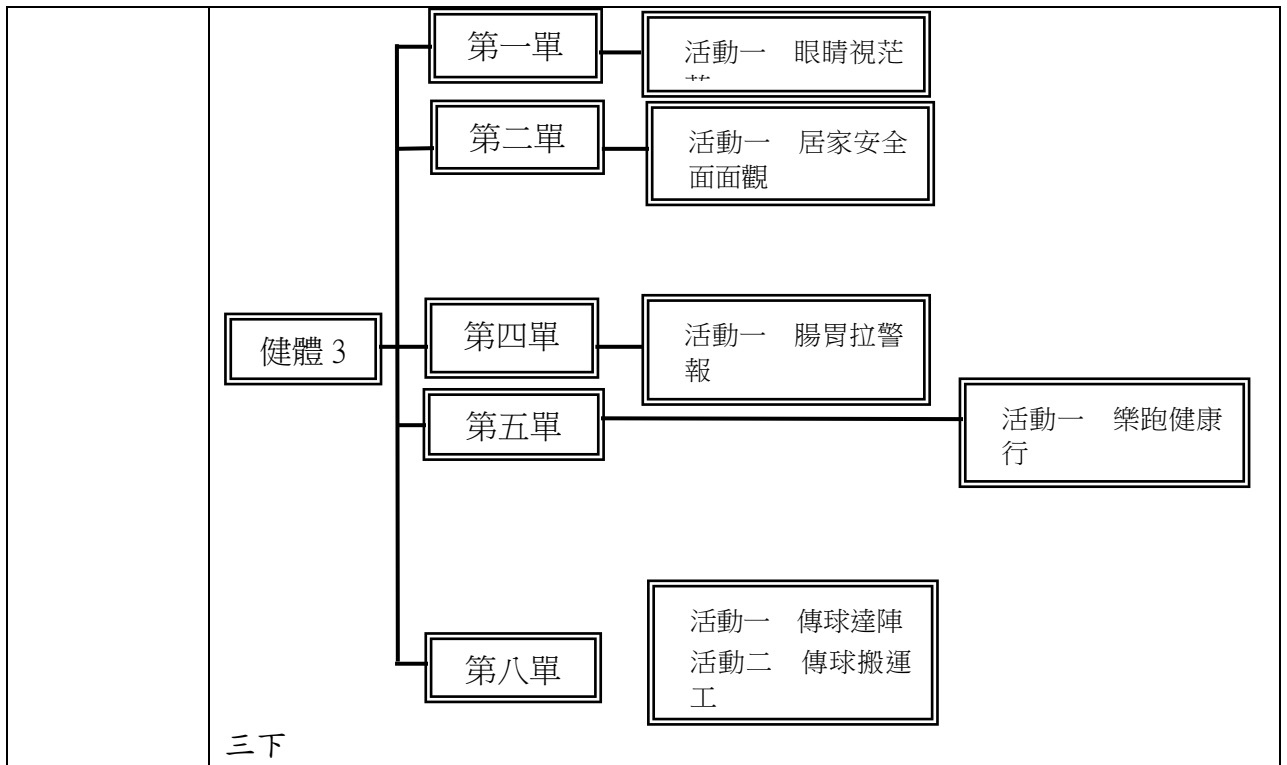 第一單
活動一　眼睛視茫
第二單
活動一　居家安全
面面觀
健體 3
第四單
活動一　腸胃拉警
報
第五單
活動一　樂跑健康
行
第八單
活動一　傳球達陣
活動二　傳球搬運
工
三下